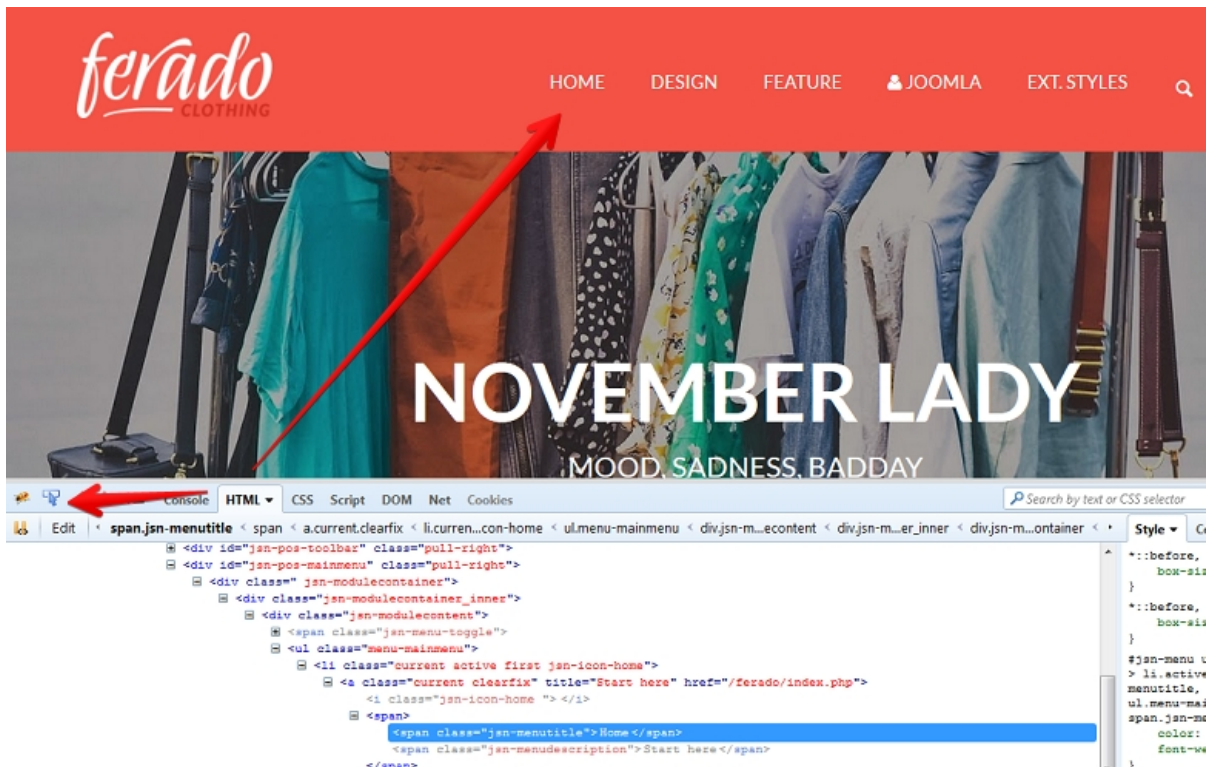 ferado
CLOTHING
HOME DESIGN FEATURE JOOMLA EXT. STYLES
NOVEMBER LADY
MOOD, SADNESS, BADDAY
Console HTML CSS Script DOM Net Cookies Search by text or CSS selector
Edit < span.jsn-menutitle < span < a.current.clearfix < li.curren...con-home < ul.menu-mainmenu < div.jsn-m...econtent < div.jsn-m...er_inner < div.jsn-m...ontainer < Style
<div id="jsn-pos-toolbar" class="pull-right">
<div id="jsn-pos-mainmenu" class="pull-right">
<div class=" jsn-modulecontainer">
<div class="jsn-modulecontainer_inner">
<div class="jsn-modulecontent">
<span class="jsn-menu-toggle">
<ul class="menu-mainmenu">
<li class="current active first jsn-icon-home">
<a class="current clearfix" title="Start here" href="/ferado/index.php">
<i class="jsn-icon-home "> </i>
<span>
<span class="jsn-menutitle">Home</span>
<span class="jsn-menudescription">Start here</span>
</span>
*::before,
box-siz
}
*::before,
box-siz
}
#jsn-menu u
> li.active
menutitle,
ul.menu-mai
span.jsn-me
color:
font-we
}